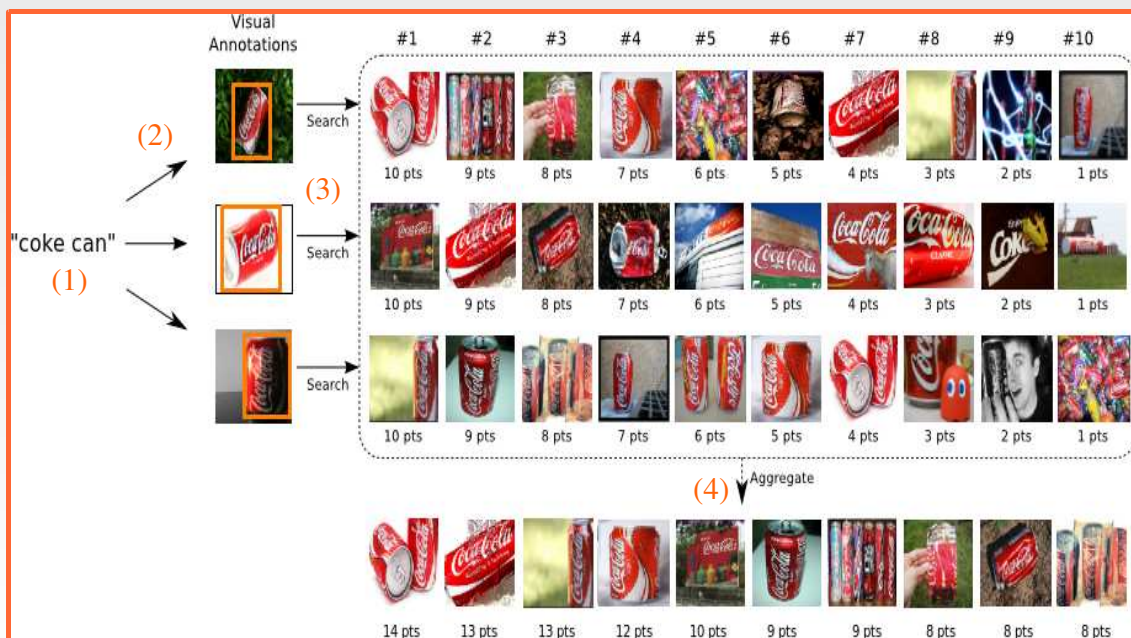 Visual
Annotations
#1 #2 #3 #4 #5 #6 #7 #8 #9 #10
(2)
Search
10 pts 9 pts 8 pts 7 pts 6 pts 5 pts 4 pts 3 pts 2 pts 1 pts
(3)
"coke can"
Search
(1)
10 pts 9 pts 8 pts 7 pts 6 pts 5 pts 4 pts 3 pts 2 pts 1 pts
Search
10 pts 9 pts 8 pts 7 pts 6 pts 5 pts 4 pts 3 pts 2 pts 1 pts
(4) Aggregate
14 pts 13 pts 13 pts 12 pts 10 pts 9 pts 9 pts 8 pts 8 pts 8 pts